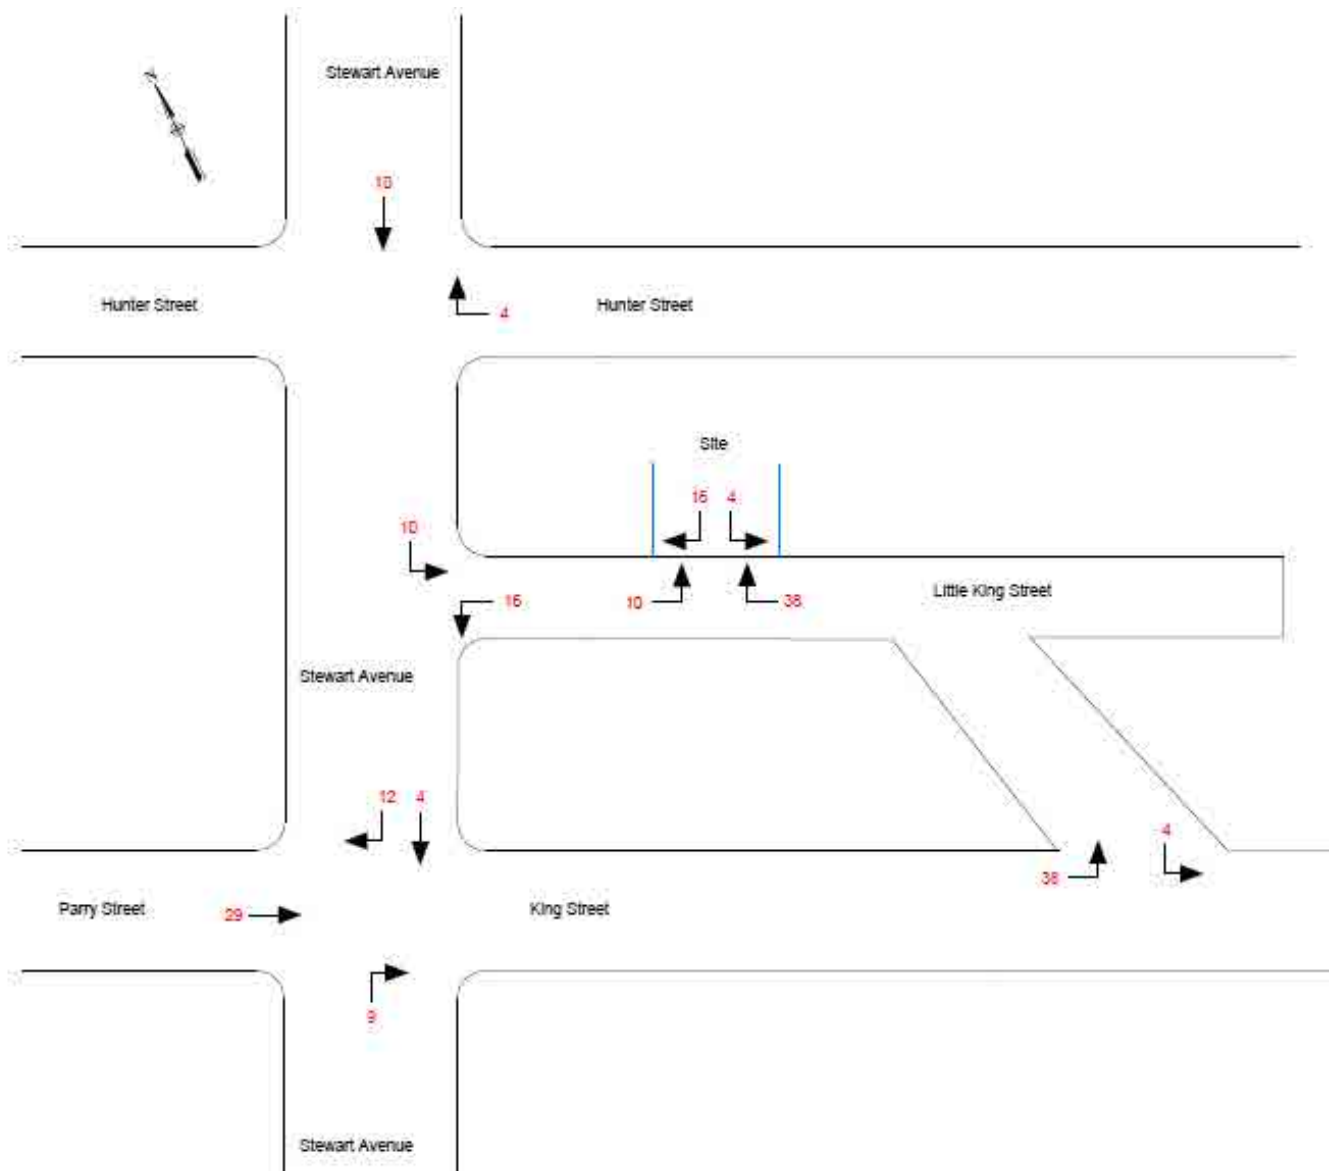 Stewart Avenue
10
Hunter Street
4
Hunter Street
Site
16 4
10
10
38
Little King Street
16
Stewart Avenue
12 4
4
38
Parry Street
29
King Street
9
Stewart Avenue